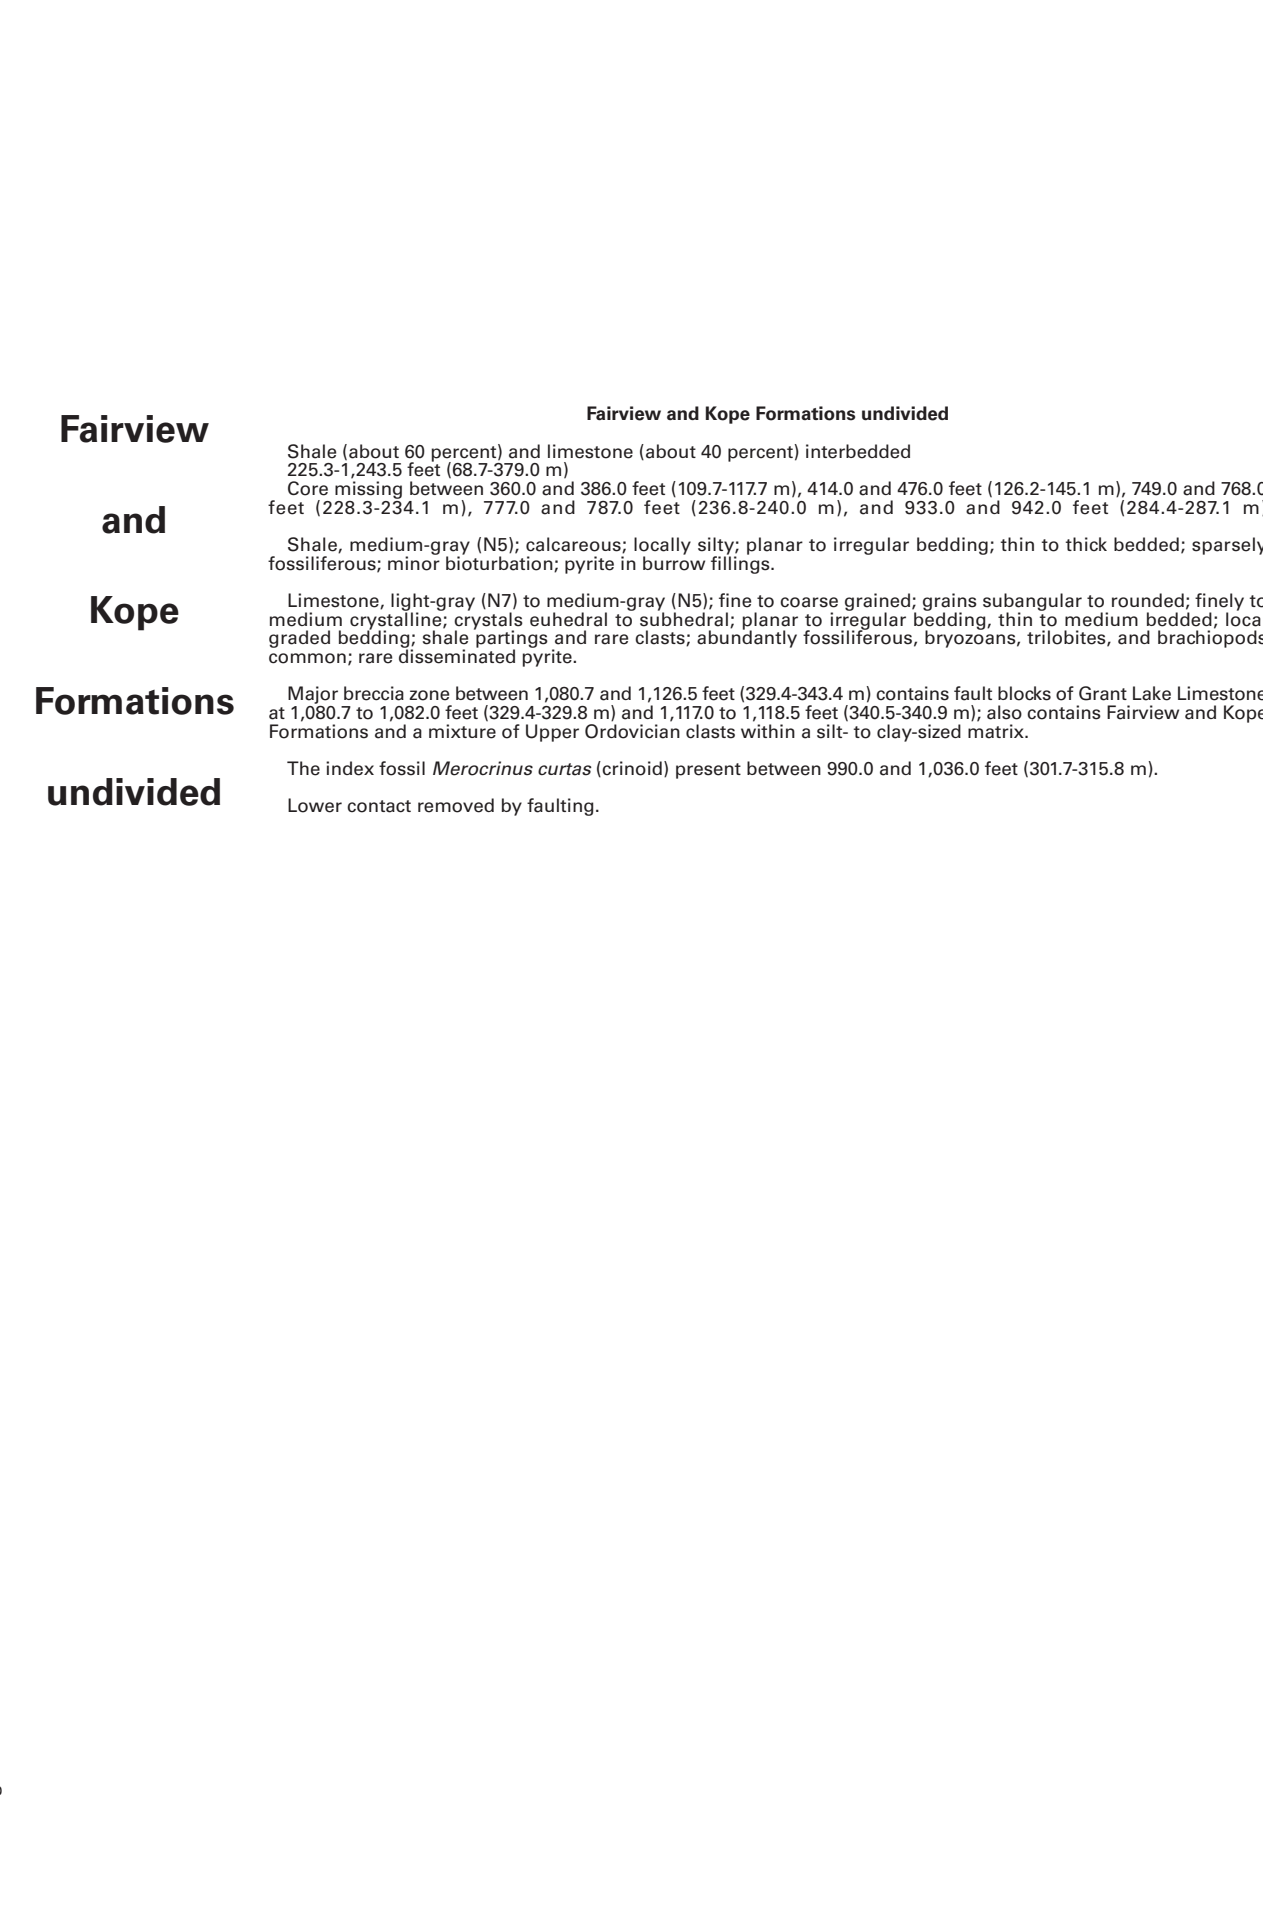 Fairview
and
Kope
Formations
undivided
Fairview and Kope Formations undivided
Shale (about 60 percent) and limestone (about 40 percent) interbedded
225.3-1,243.5 feet (68.7-379.0 m)
Core missing between 360.0 and 386.0 feet (109.7-117.7 m), 414.0 and 476.0 feet (126.2-145.1 m), 749.0 and 768.0
feet (228.3-234.1 m), 777.0 and 787.0 feet (236.8-240.0 m), and 933.0 and 942.0 feet (284.4-287.1 m)
Shale, medium-gray (N5); calcareous; locally silty; planar to irregular bedding; thin to thick bedded; sparsely
fossiliferous; minor bioturbation; pyrite in burrow fillings.
Limestone, light-gray (N7) to medium-gray (N5); fine to coarse grained; grains subangular to rounded; finely to
medium crystalline; crystals euhedral to subhedral; planar to irregular bedding, thin to medium bedded; loca
graded bedding; shale partings and rare clasts; abundantly fossiliferous, bryozoans, trilobites, and brachiopods
common; rare disseminated pyrite.
Major breccia zone between 1,080.7 and 1,126.5 feet (329.4-343.4 m) contains fault blocks of Grant Lake Limestone
at 1,080.7 to 1,082.0 feet (329.4-329.8 m) and 1,117.0 to 1,118.5 feet (340.5-340.9 m); also contains Fairview and Kope
Formations and a mixture of Upper Ordovician clasts within a silt- to clay-sized matrix.
The index fossil Merocrinus curtas (crinoid) present between 990.0 and 1,036.0 feet (301.7-315.8 m).
Lower contact removed by faulting.